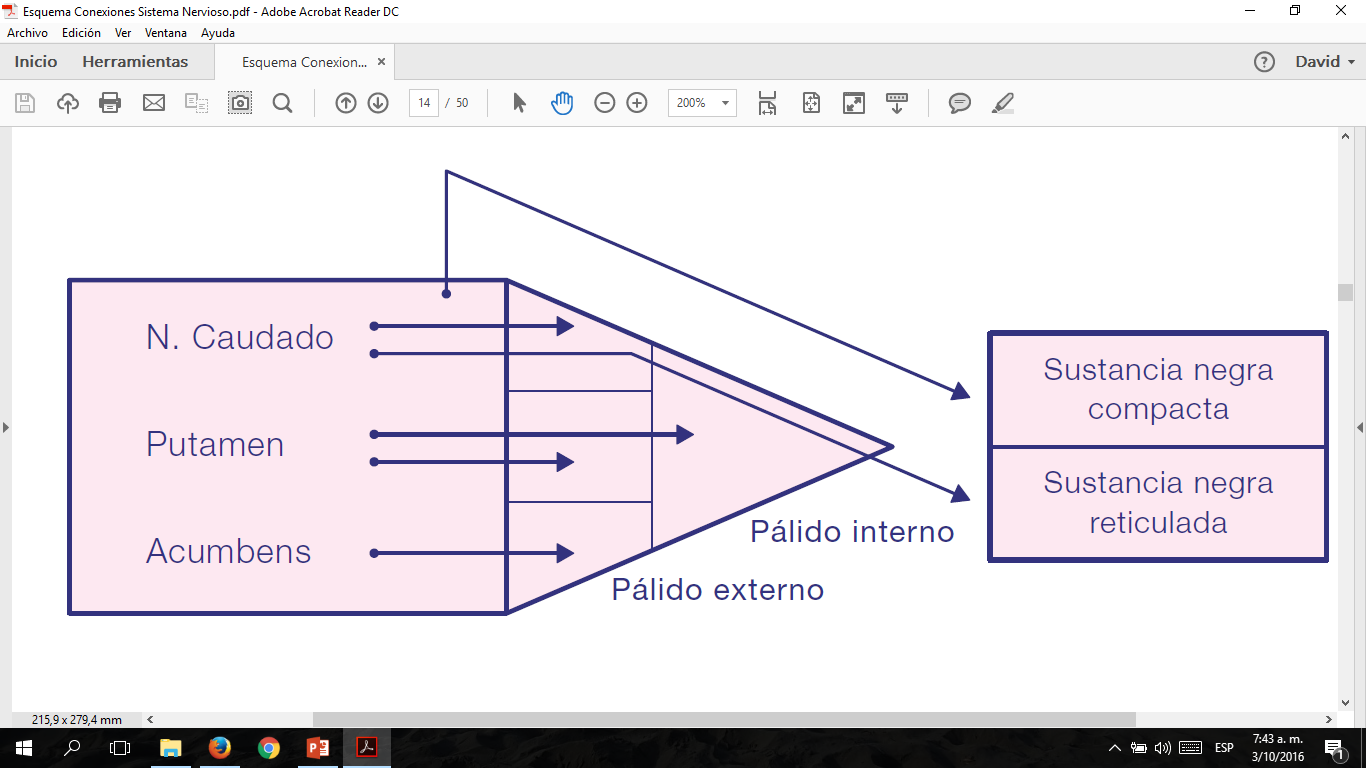 Esquema Conexiones Sistema Nervioso.pdf - Adobe Acrobat Reader DC
Archivo Edición Ver Ventana Ayuda
Inicio Herramientas Esquema Conexion... × David
14 / 50 200%
N. Caudado
Putamen
Acumbens
Sustancia negra
compacta
Sustancia negra
reticulada
Pálido interno
Pálido externo
215,9 x 279,4 mm
ESP
7:43 a. m.
3/10/2016
1